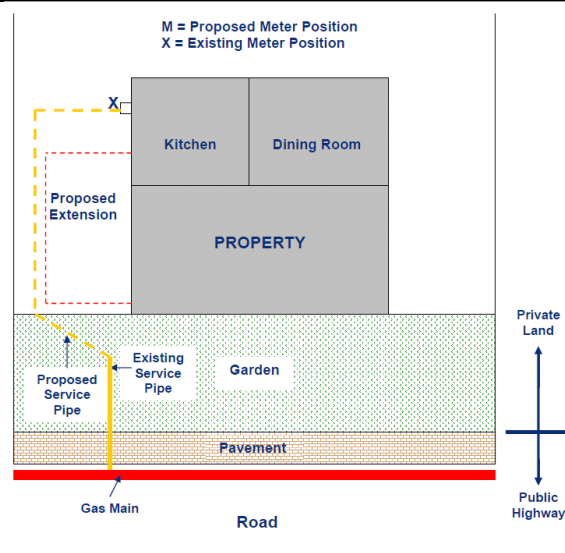 M = Proposed Meter Position
X = Existing Meter Position
X
Kitchen
Dining Room
Proposed
Extension
PROPERTY
Private
Land
Existing
Service
Pipe
Proposed
Service
Pipe
Garden
Pavement
Gas Main
Public
Highway
Road